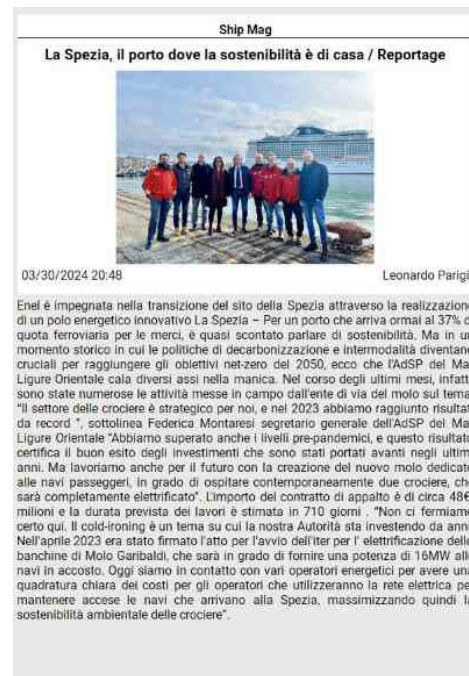 Ship Mag
La Spezia, il porto dove la sostenibilità è di casa / Reportage
03/30/2024 20:48
Leonardo Parigi
Enel è impegnata nella transizione del sito della Spezia attraverso la realizzazione
di un polo energetico innovativo La Spezia – Per un porto che arriva ormai al 37% d
quota ferroviaria per le merci, è quasi scontato parlare di sostenibilità. Ma in un
momento storico in cui le politiche di decarbonizzazione e intermodalità diventano
cruciali per raggiungere gli obiettivi net-zero del 2050, ecco che l'AdSP del Mar
Ligure Orientale cala diversi assi nella manica. Nel corso degli ultimi mesi, infatt
sono state numerose le attività messe in campo dall'ente di via del molo sul tema
"Il settore delle crociere è strategico per noi, e nel 2023 abbiamo raggiunto risultat
da record ", sottolinea Federica Montaresi segretario generale dell'AdSP del Mar
Ligure Orientale "Abbiamo superato anche i livelli pre-pandemici, e questo risultato
certifica il buon esito degli investimenti che sono stati portati avanti negli ultim
anni. Ma lavoriamo anche per il futuro con la creazione del nuovo molo dedicato
alle navi passeggeri, in grado di ospitare contemporaneamente due crociere, che
sarà completamente elettrificato". L'importo del contratto di appalto è di circa 48€
milioni e la durata prevista dei lavori è stimata in 710 giorni . "Non ci fermiamo
certo qui. Il cold-ironing è un tema su cui la nostra Autorità sta investendo da anni
Nell'aprile 2023 era stato firmato l'atto per l'avvio dell'iter per l' elettrificazione delle
banchine di Molo Garibaldi, che sarà in grado di fornire una potenza di 16MW alle
navi in accosto. Oggi siamo in contatto con vari operatori energetici per avere una
quadratura chiara dei costi per gli operatori che utilizzeranno la rete elettrica per
mantenere accese le navi che arrivano alla Spezia, massimizzando quindi la
sostenibilità ambientale delle crociere".